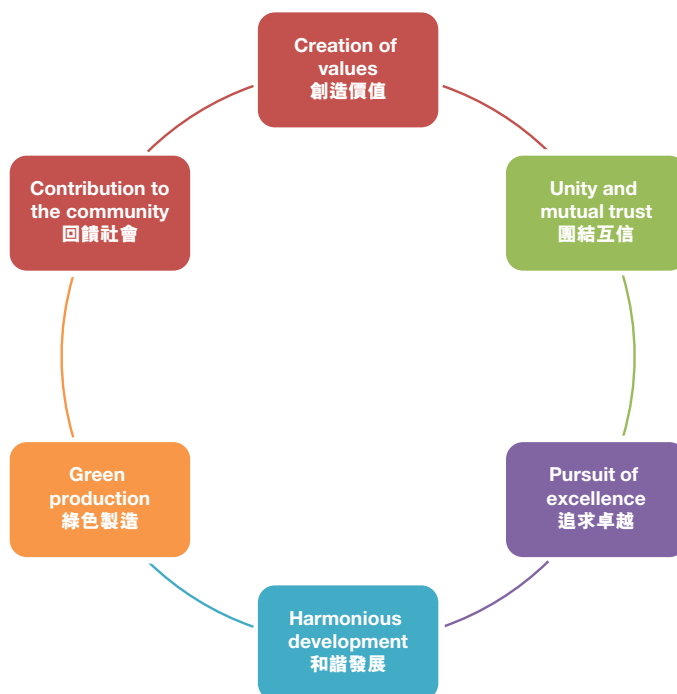 Creation of
values
創造價值
Unity and
mutual trust
團結互信
Pursuit of
excellence
追求卓越
Harmonious
development
和諧發展
Green
production
綠色製造
Contribution to
the community
回饋社會